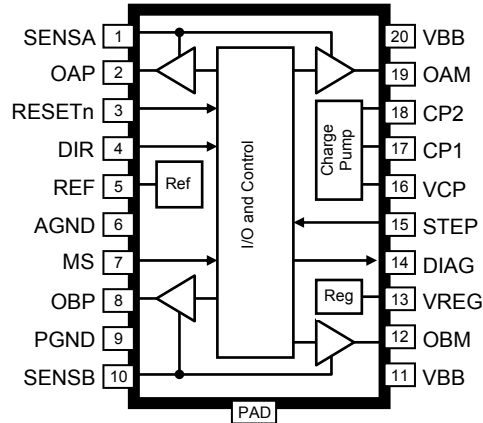 SENSA 1 20 VBB
OAP 2 19 OAM
RESETn 3 18 CP2
DIR 4 17 CP1
REF 5 Ref 16 VCP
AGND 6 15 STEP
MS 7 14 DIAG
OBP 8 Reg 13 VREG
PGND 9 12 OBM
SENSB 10 11 VBB
I/O and Control
Charge
Pump
PAD